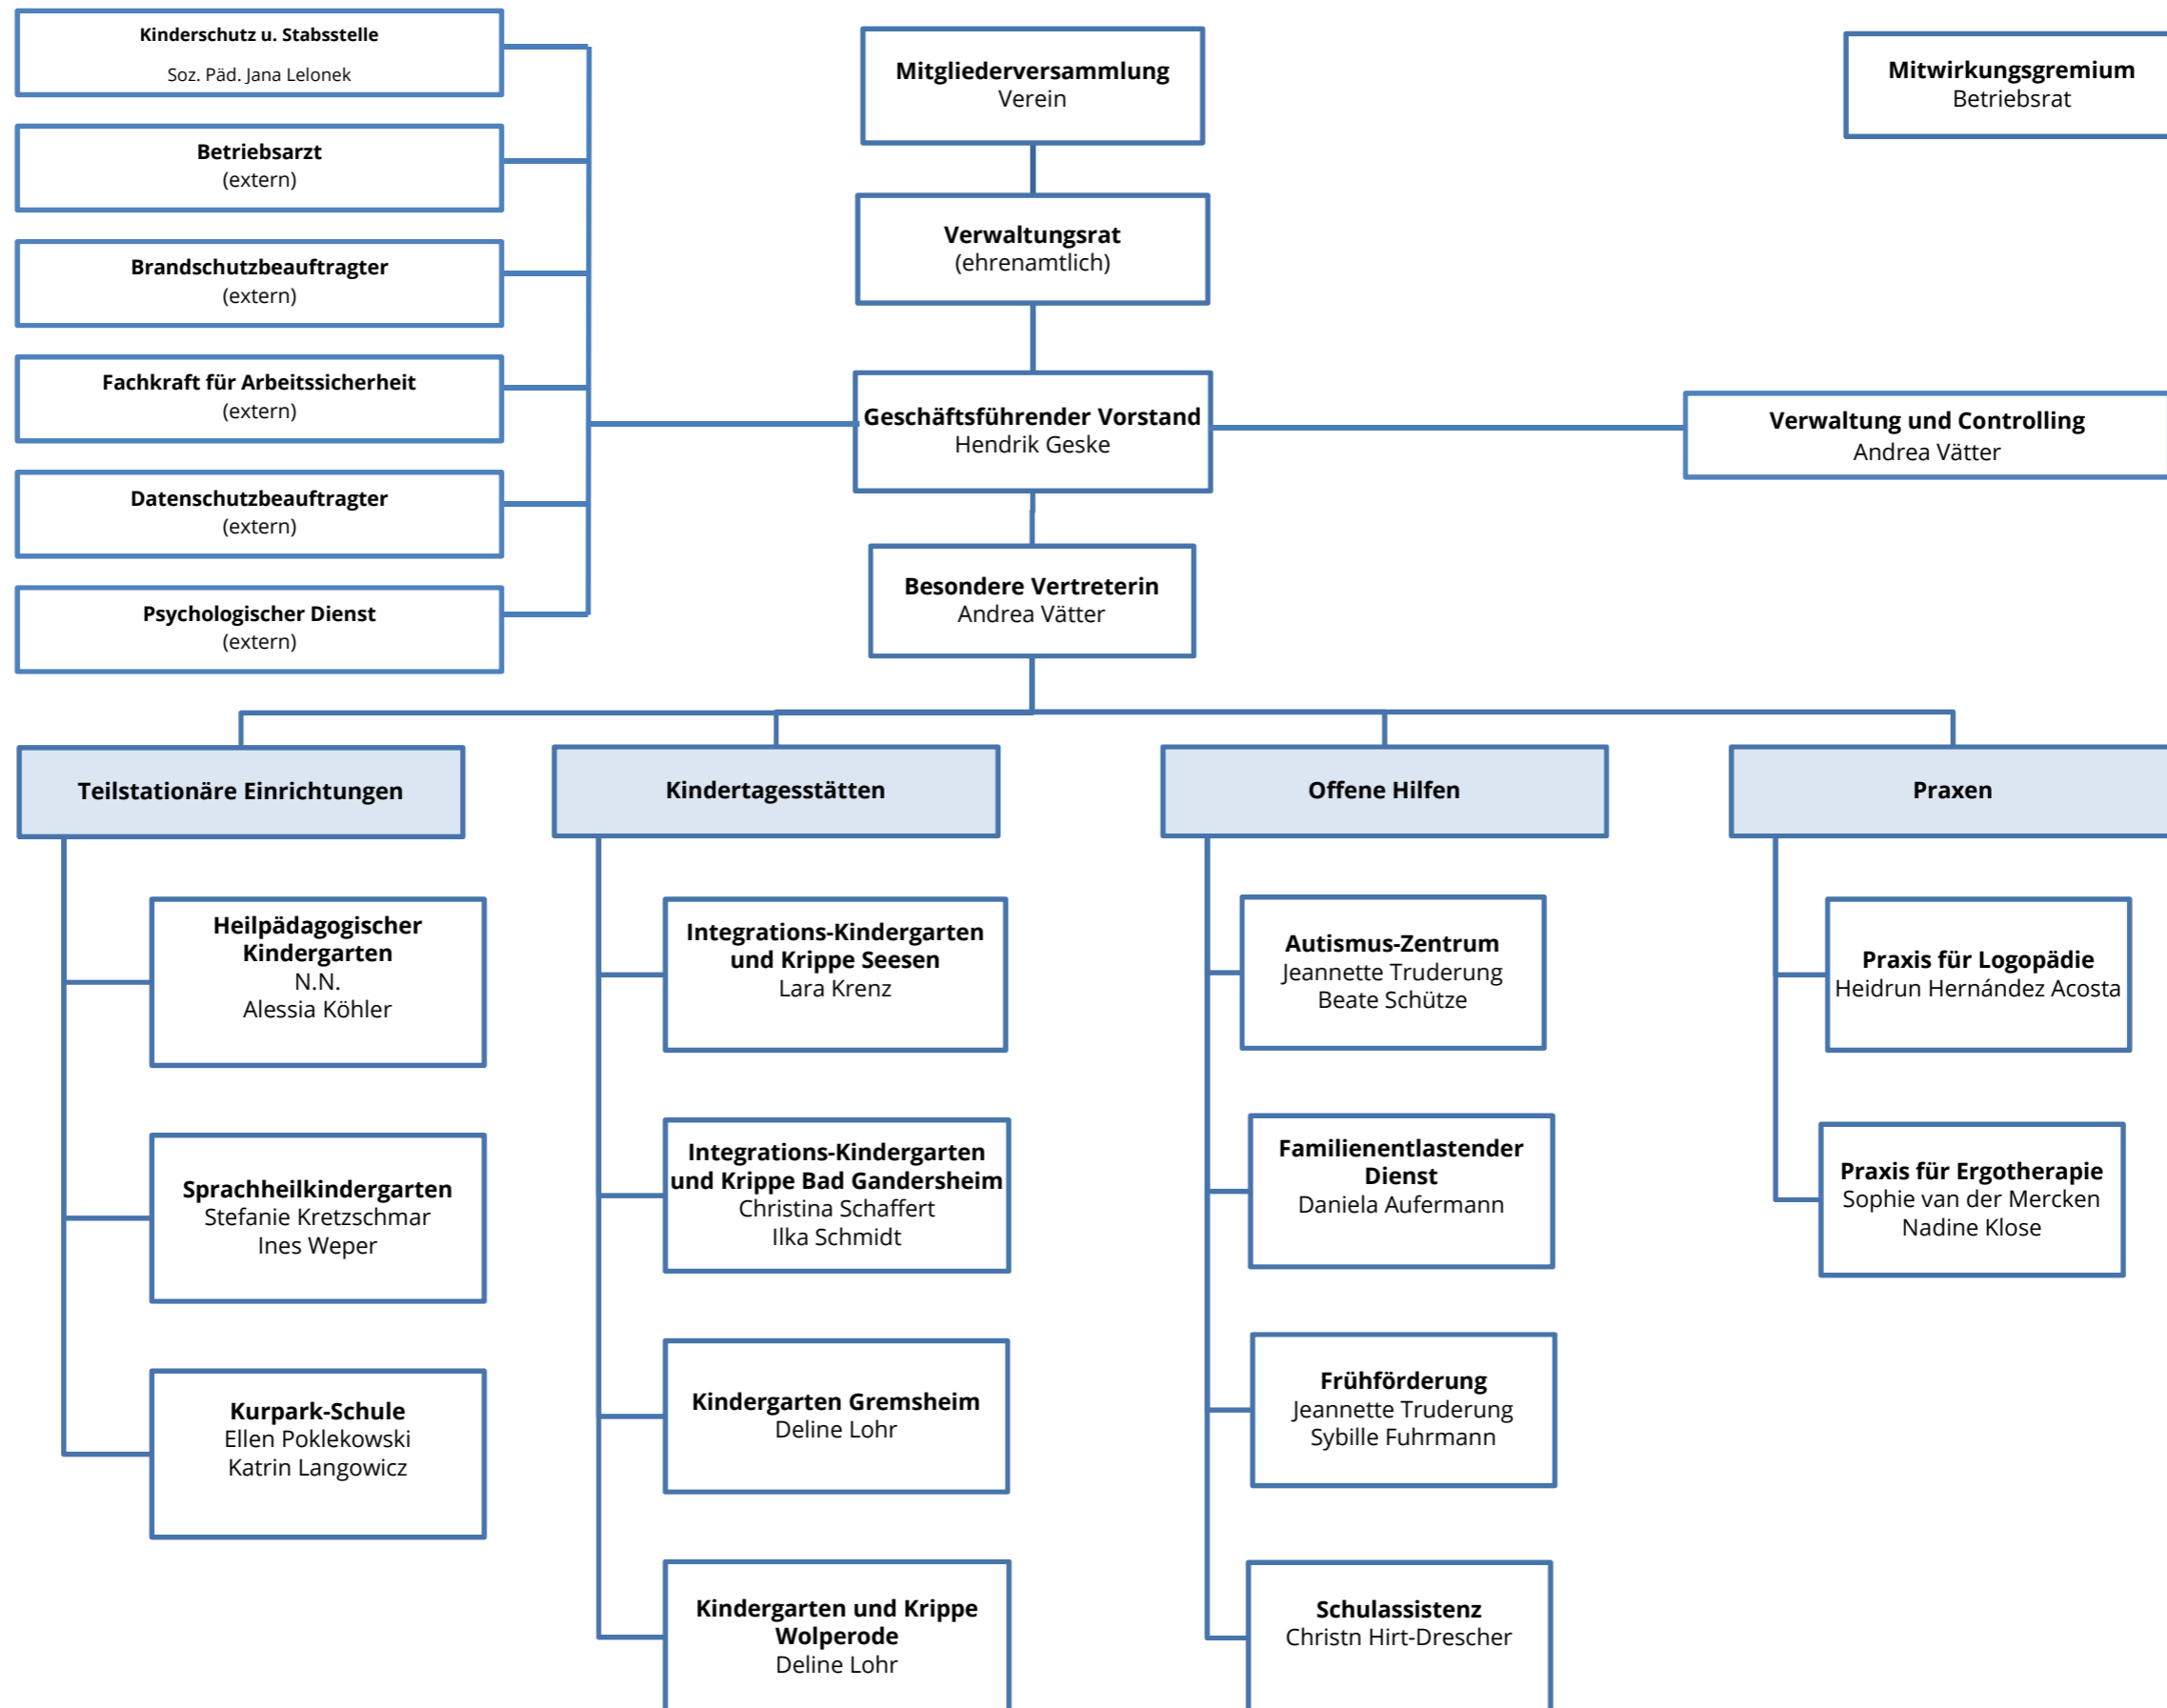 Kinderschutz u. Stabsstelle
Soz. Päd. Jana Lelonek
Betriebsarzt
(extern)
Brandschutzbeauftragter
(extern)
Fachkraft für Arbeitssicherheit
(extern)
Datenschutzbeauftragter
(extern)
Psychologischer Dienst
(extern)
Mitgliederversammlung
Verein
Verwaltungsrat
(ehrenamtlich)
Geschäftsführender Vorstand
Hendrik Geske
Besondere Vertreterin
Andrea Vätter
Mitwirkungsgremium
Betriebsrat
Verwaltung und Controlling
Andrea Vätter
Teilstationäre Einrichtungen
Heilpädagogischer
Kindergarten
N.N.
Alessia Köhler
Sprachheilkindergarten
Stefanie Kretzschmar
Ines Weper
Kurpark-Schule
Ellen Poklekowski
Katrin Langowicz
Kindertagesstätten
Integrations-Kindergarten
und Krippe Seesen
Lara Krenz
Integrations-Kindergarten
und Krippe Bad Gandersheim
Christina Schaffert
Ilka Schmidt
Kindergarten Gremsheim
Deline Lohr
Kindergarten und Krippe
Wolperode
Deline Lohr
Offene Hilfen
Autismus-Zentrum
Jeannette Truderung
Beate Schütze
Familienentlastender
Dienst
Daniela Aufermann
Frühförderung
Jeannette Truderung
Sybille Fuhrmann
Schulassistenz
Christn Hirt-Drescher
Praxen
Praxis für Logopädie
Heidrun Hernández Acosta
Praxis für Ergotherapie
Sophie van der Mercken
Nadine Klose